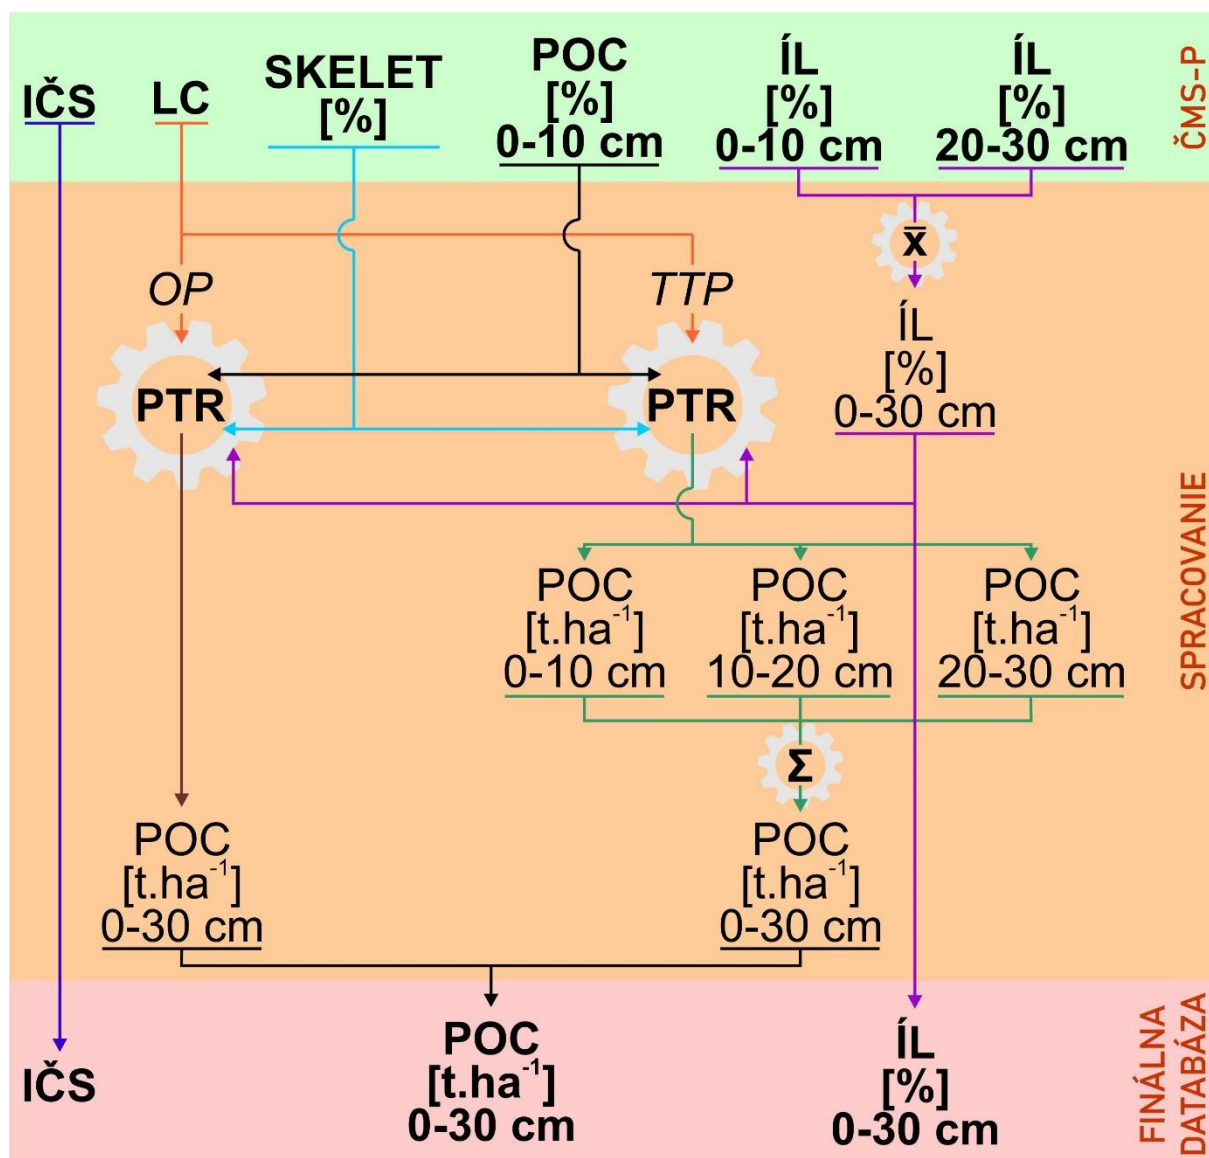 IČS
LC
SKELET
[%]
POC
[%]
0-10 cm
ÍL
[%]
0-10 cm
ÍL
[%]
20-30 cm
ČMS-P
x̅
OP
TTP
PTR
PTR
ÍL
[%]
0-30 cm
SPRACOVANIE
POC
[t.ha⁻¹]
0-10 cm
POC
[t.ha⁻¹]
10-20 cm
POC
[t.ha⁻¹]
20-30 cm
Σ
POC
[t.ha⁻¹]
0-30 cm
POC
[t.ha⁻¹]
0-30 cm
IČS
POC
[t.ha⁻¹]
0-30 cm
ÍL
[%]
0-30 cm
FINÁLNA
DATABÁZA